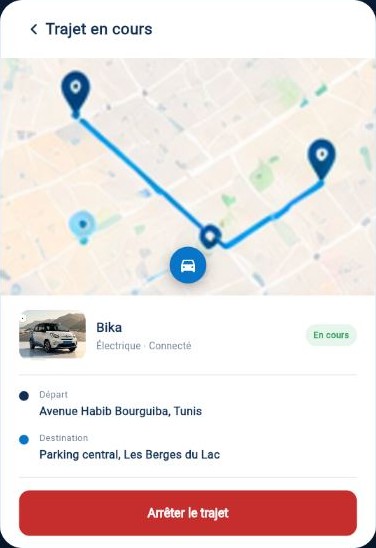 Trajet en cours
Bika
Électrique · Connecté
En cours
Départ
Avenue Habib Bourguiba, Tunis
Destination
Parking central, Les Berges du Lac
Arrêter le trajet